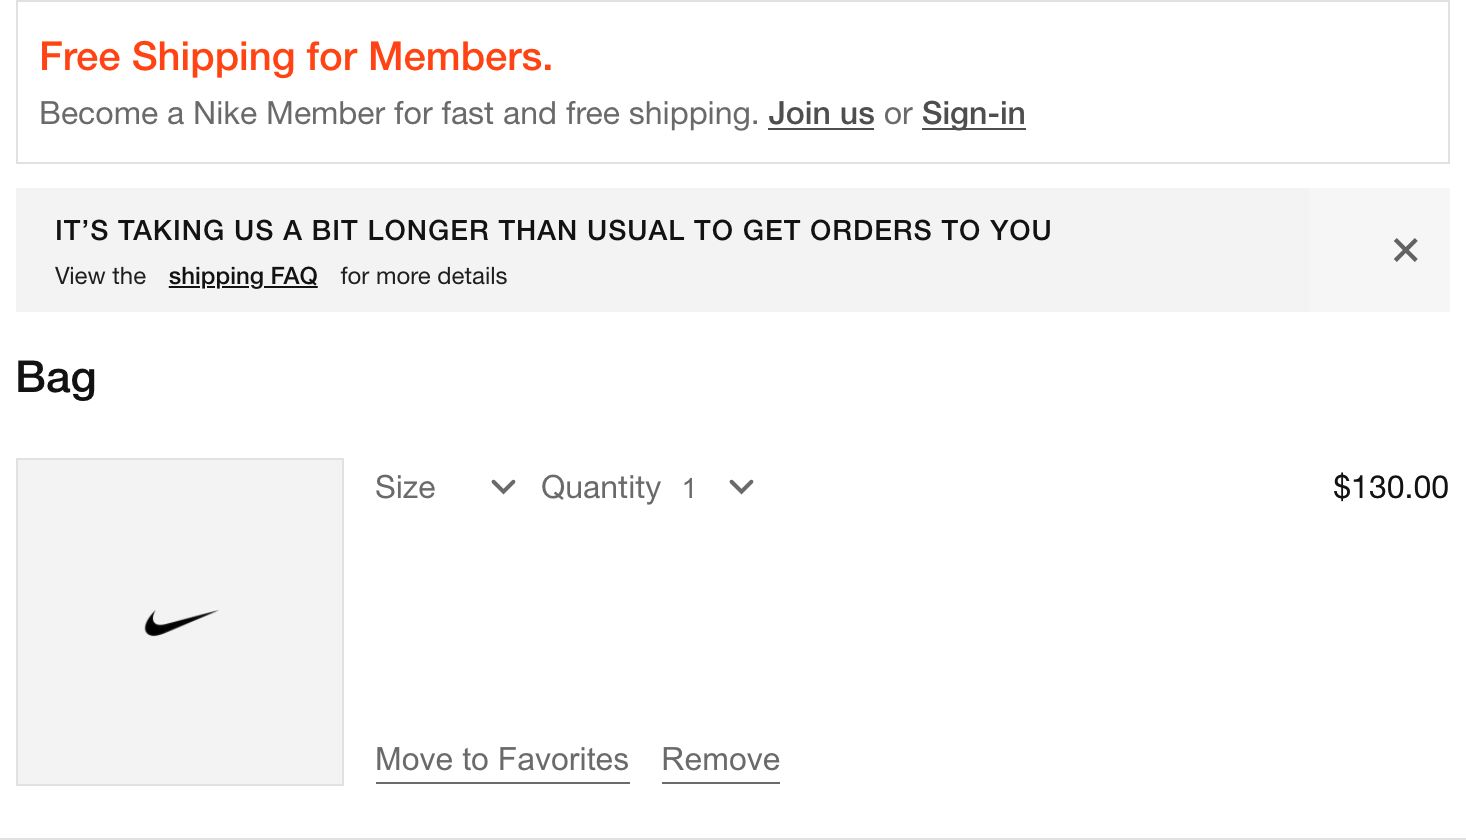 Free Shipping for Members.
Become a Nike Member for fast and free shipping. Join us or Sign-in
IT’S TAKING US A BIT LONGER THAN USUAL TO GET ORDERS TO YOU
View the shipping FAQ for more details
Bag
Size Quantity 1 $130.00
Move to Favorites Remove